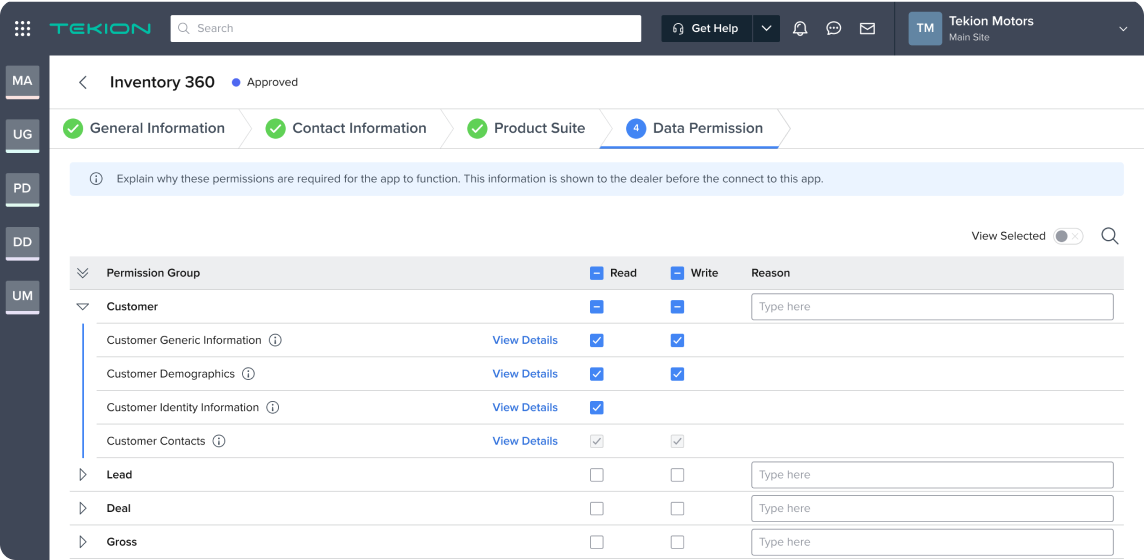 TEKION
Search
Get Help
TM
Tekion Motors
Main Site
MA
UG
PD
DD
UM
Inventory 360
Approved
General Information
Contact Information
Product Suite
4 Data Permission
Explain why these permissions are required for the app to function. This information is shown to the dealer before the connect to this app.
View Selected
Permission Group Read Write Reason
Customer Type here
Customer Generic Information View Details
Customer Demographics View Details
Customer Identity Information View Details
Customer Contacts View Details
Lead Type here
Deal Type here
Gross Type here